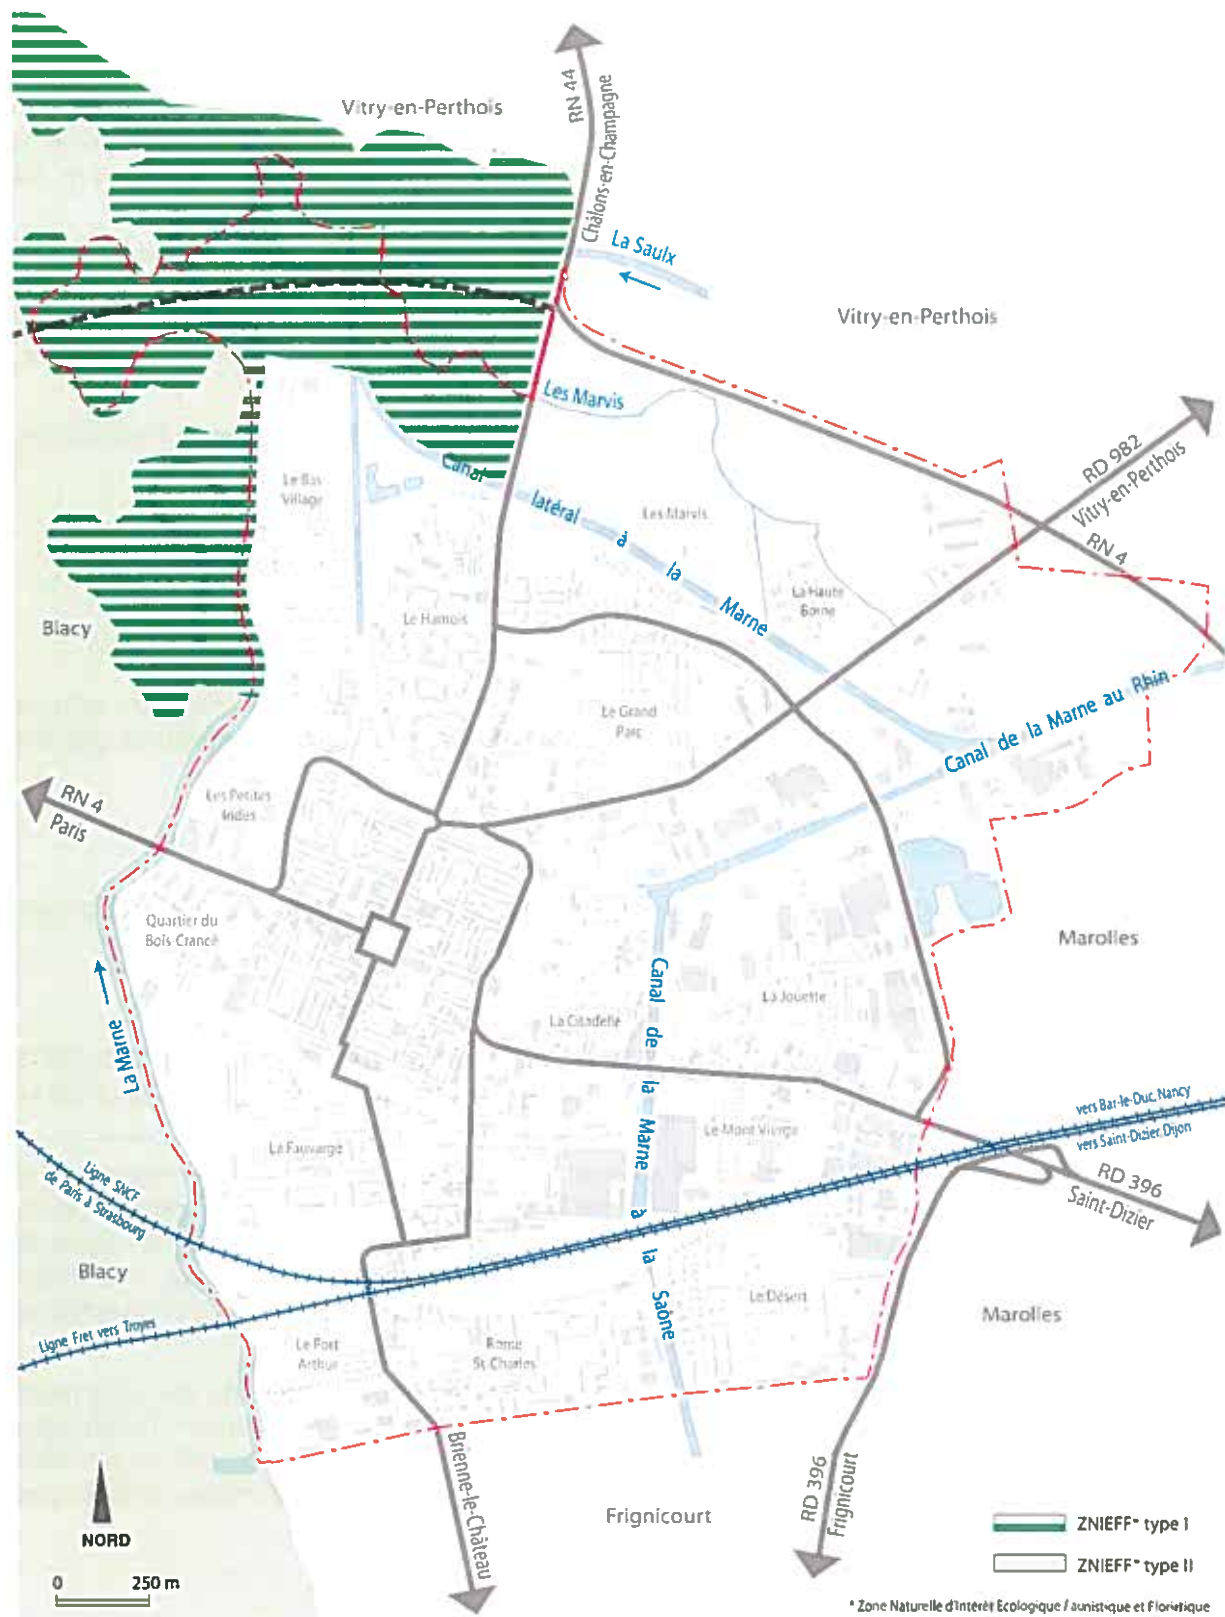 Vitry-en-Perthois
RN 44
Châlons-en-Champagne
La Saulx
Vitry-en-Perthois
Les Marvis
RD 982
Vitry-en-Perthois
RN 4
Le Bas
Village
Canal latéral à la Marne
Les Marvis
La Haute
Borne
Le Hamois
Blacy
Le Grand
Parc
Canal de la Marne au Rhin
RN 4
Paris
Les Petites
Indes
Quartier du
Bois Crancé
Marolles
La Marne
Canal de la Marne à la Saône
La Citadelle
La Jouette
vers Bar-le-Duc, Nancy
vers Saint-Dizier, Dijon
Le Mont Vierge
La Fauvarge
Ligne SNCF
de Paris à Strasbourg
RD 396
Saint-Dizier
Blacy
Le Désert
Marolles
Ligne Fret vers Troyes
Le Fort
Arthur
Rome
St Charles
Brienne-le-Château
RD 396
Frignicourt
Frignicourt
NORD
0 250 m
ZNIEFF* type I
ZNIEFF* type II
* Zone Naturelle d'Intérêt Ecologique Faunistique et Floristique